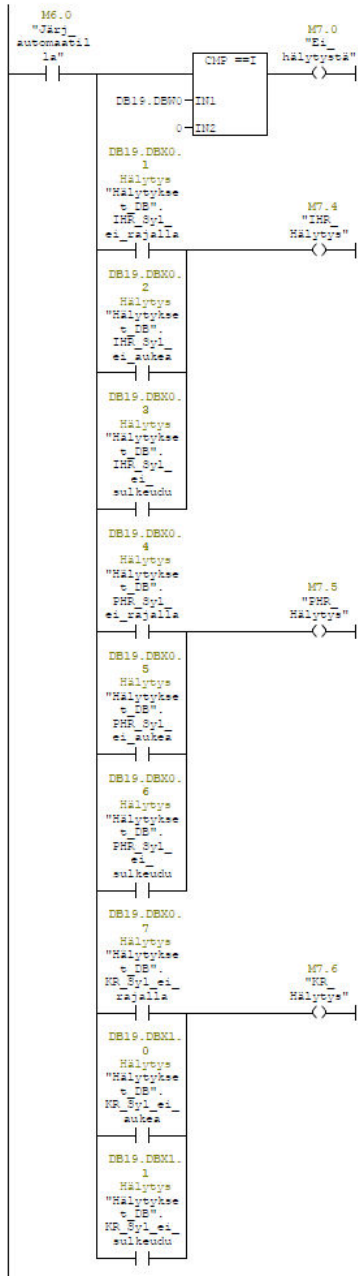 M6.0
"Järj_
automaatil
la"
M7.0
"Ei_
hälytystä"
CMP ==I
DB19.DBW0
IN1
0
IN2
DB19.DBX0.
1
Hälytys
"Hälytykse
t_DB".
IHR_Syl_
ei_rajalla
M7.4
"IHR_
Hälytys"
DB19.DBX0.
2
Hälytys
"Hälytykse
t_DB".
IHR_Syl_
ei_aukea
DB19.DBX0.
3
Hälytys
"Hälytykse
t_DB".
IHR_Syl_
ei_
sulkeudu
DB19.DBX0.
4
Hälytys
"Hälytykse
t_DB".
PHR_Syl_
ei_rajalla
M7.5
"PHR_
Hälytys"
DB19.DBX0.
5
Hälytys
"Hälytykse
t_DB".
PHR_Syl_
ei_aukea
DB19.DBX0.
6
Hälytys
"Hälytykse
t_DB".
PHR_Syl_
ei_
sulkeudu
DB19.DBX0.
7
Hälytys
"Hälytykse
t_DB".
KR_Syl_ei_
rajalla
M7.6
"KR_
Hälytys"
DB19.DBX1.
0
Hälytys
"Hälytykse
t_DB".
KR_Syl_ei_
aukea
DB19.DBX1.
1
Hälytys
"Hälytykse
t_DB".
KR_Syl_ei_
sulkeudu